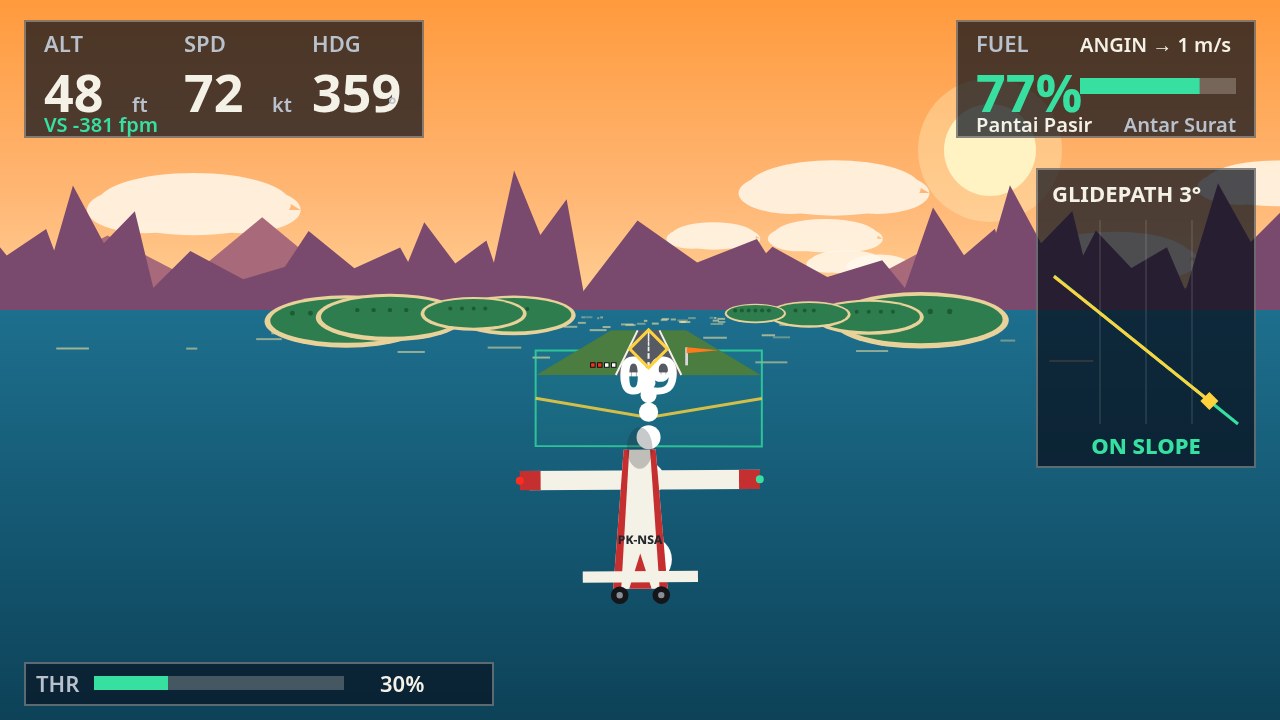 ALT SPD HDG
48 ft 72 kt 359°
VS -381 fpm
FUEL ANGIN → 1 m/s
77%
Pantai Pasir Antar Surat
GLIDEPATH 3°
ON SLOPE
09
PK-NSA
THR 30%